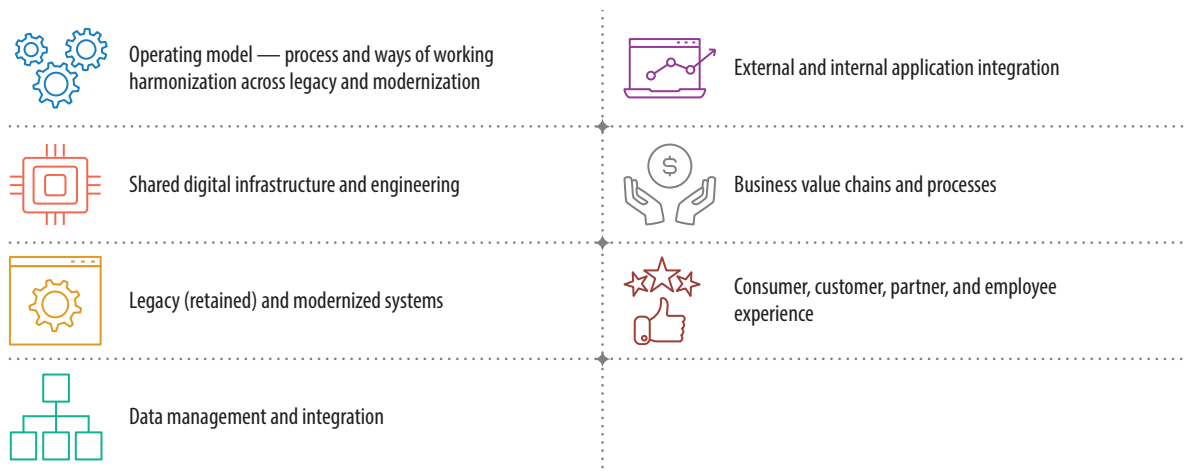 Operating model — process and ways of working
harmonization across legacy and modernization
Shared digital infrastructure and engineering
Legacy (retained) and modernized systems
Data management and integration
External and internal application integration
$
Business value chains and processes
Consumer, customer, partner, and employee
experience